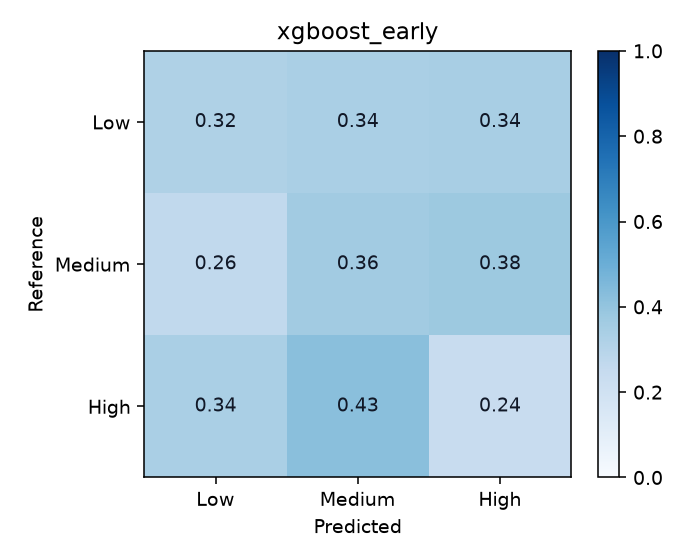 xgboost_early
1.0
Low 0.32 0.34 0.34
0.8
0.6
Reference
Medium 0.26 0.36 0.38
0.4
High 0.34 0.43 0.24
0.2
0.0
Low Medium High
Predicted